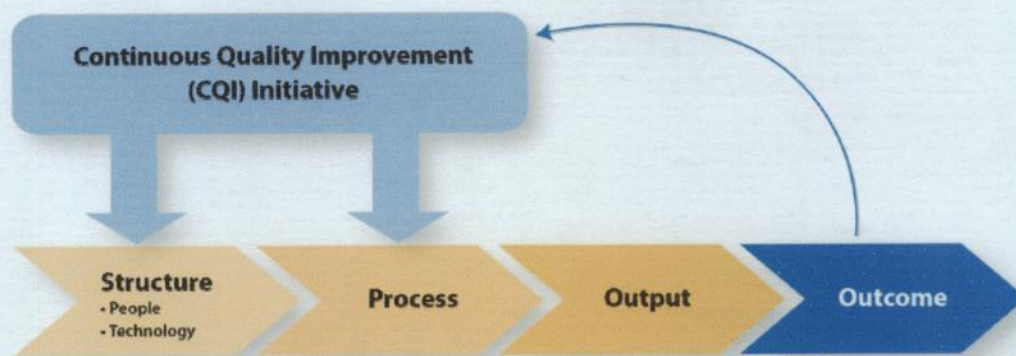 Continuous Quality Improvement
(CQI) Initiative
Structure
- People
- Technology
Process
Output
Outcome